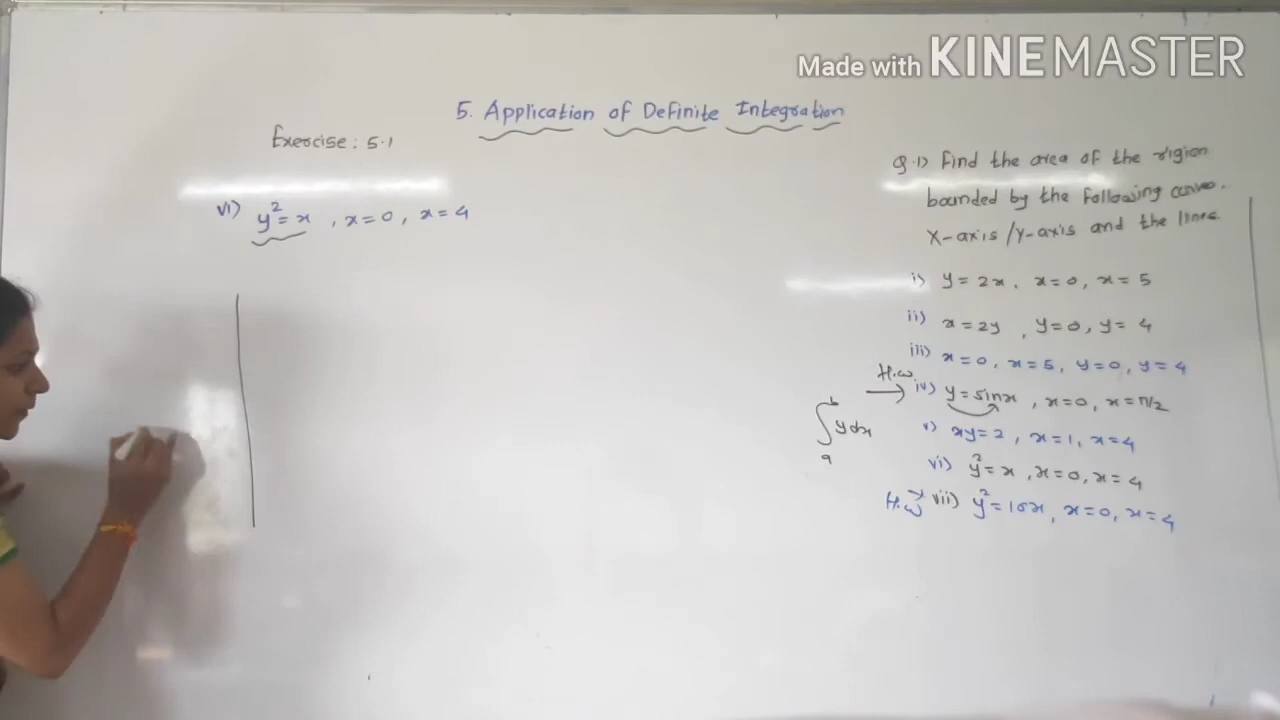 Made with KINEMASTER
5. Application of Definite Integration
Exercise : 5.1
vi) y² = x , x = 0 , x = 4
Q.1) Find the area of the rigion
bounded by the following curves,
X-axis / Y-axis and the lines
i) y = 2x , x = 0 , x = 5
ii) x = 2y , y = 0 , y = 4
iii) x = 0 , x = 5 , y = 0 , y = 4
H.W → iv) y = sinx , x = 0 , x = π/2
∫ₐᵇ y dx
v) xy = 2 , x = 1 , x = 4
vi) y² = x , x = 0 , x = 4
H.W → vii) y² = 16x , x = 0 , x = 4